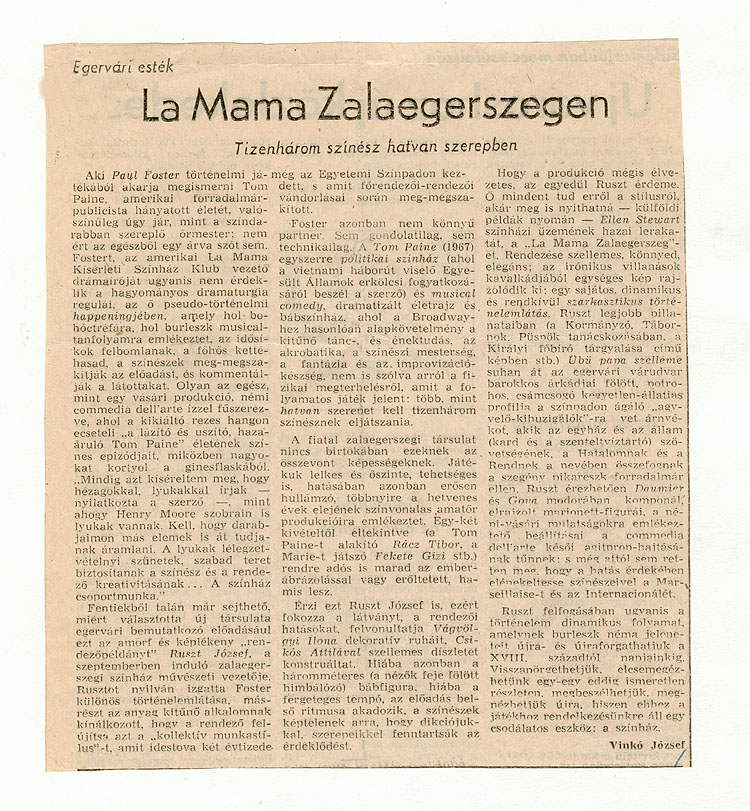 Egervári esték
La Mama Zalaegerszegen
Tizenhárom színész hatvan szerepben
Aki Paul Foster történelmi já-
tékából akarja megismerni Tom
Paine, amerikai forradalmár-
publicista hányatott életét, való-
színűleg úgy jár, mint a színda-
rabban szereplő őrmester; nem
ért az egészből egy árva szót sem.
Fostert, az amerikai La Mama
Kísérleti Színház Klub vezető
drámaíróját ugyanis nem érdek-
lik a hagyományos dramaturgia
regulái, az ő pseudo-történelmi
happeningjében, amely hol bo-
hóctréfára, hol burleszk musical-
tanfolyamra emlékeztet, az idősí-
kok felbomlanak, a főhős kette-
hasad, a színészek meg-megsza-
kítják az előadást, és kommentál-
ják a látottakat. Olyan az egész,
mint egy vásári produkció, némi
commedia dell'arte ízzel fűszerez-
ve, ahol a kikiáltó rezes hangon
ecseteli „a lázító és uszító, haza-
áruló Tom Paine" életének szí-
nes epizódjait, miközben nagyo-
kat kortyol a ginesflaskából.
„Mindig azt kíséreltem meg, hogy
hézagokkal, lyukakkal írjak —
nyilatkozta a szerző —, mint
ahogy Henry Moore szobrain is
lyukak vannak. Kell, hogy darab-
jaimon más elemek is át tudja-
nak áramlani. A lyukak lélegzet-
vételnyi szünetek, szabad teret
biztosítanak a színész és a rende-
ző kreativitásának... A színház
csoportmunka."
Fentiekből talán már sejthető,
miért választotta új társulata
egervári bemutatkozó előadásául
ezt az amorf és képlékeny „ren-
dezőpéldányt" Ruszt József, a
szeptemberben induló zalaeger-
szegi színház művészeti vezetője.
Rusztot nyilván izgatta Foster
különös történelemlátása, más-
részt az anyag kitűnő alkalomnak
kínálkozott, hogy a rendező fel-
újítsa azt a „kollektív munkastí-
lus"-t, amit idestova két évtizede
még az Egyetemi Színpadon kez-
dett, s amit főrendezői-rendezői
vándorlásai során meg-megsza-
kított.
Foster azonban nem könnyű
partner. Sem gondolatilag, sem
technikailag. A Tom Paine (1967)
egyszerre politikai színház (ahol
a vietnami háborút viselő Egye-
sült Államok erkölcsi fogyatkozá-
sáról beszél a szerző) és musical
comedy, dramatizált életrajz és
bábszínház, ahol a Broadway-
hez hasonlóan alapkövetelmény a
kitűnő tánc-, és énektudás, az
akrobatika, a színészi mesterség,
a fantázia és az improvizáció-
készség, nem is szólva arról a fi-
zikai megterhelésről, amit a fo-
lyamatos játék jelent: több, mint
hatvan szerepet kell tizenhárom
színésznek eljátszania.
A fiatal zalaegerszegi társulat
nincs birtokában ezeknek az
összevont képességeknek. Játé-
kuk lelkes és őszinte, tehetséges
is, hatásában azonban erősen
hullámzó, többnyire a hetvenes
évek elejének színvonalas amatőr
produkcióira emlékeztet. Egy-két
kivételtől eltekintve (a Tom
Paine-t alakító Rácz Tibor, a
Marie-t játszó Fekete Gizi stb.)
rendre adós is marad az ember-
ábrázolással vagy erőltetett, ha-
mis lesz.
Érzi ezt Ruszt József is, ezért
fokozza a látványt, a rendezői
hatásokat, felvonultatja Vágvöl-
gyi Ilona dekoratív ruháit, Csi-
kós Attilával szellemes díszletet
konstruáltat. Hiába azonban a
hárommétéres (a nézők feje fölött
himbálózó) bábfigura, hiába a
fergeteges tempó, az előadás bel-
ső ritmusa akadozik, a színészek
képtelenek arra, hogy dikciójuk-
kal, szerepeikkel fenntartsák az
érdeklődést.
Hogy a produkció mégis élve-
zetes, az egyedül Ruszt érdeme.
Ő mindent tud erről a stílusról,
akár meg is nyithatná — külföldi
példák nyomán — Ellen Stewart
színházi üzemének hazai leraka-
tát, a „La Mama Zalaegerszeg"-
et. Rendezése szellemes, könnyed,
elegáns; az irónikus villanások
kavalkádjából egységes kép raj-
zolódik ki: egy sajátos, dinamikus
és rendkívül szarkasztikus törté-
nelemlátás. Ruszt legjobb pilla-
nataiban (a Kormányzó, Tábor-
nok, Püspök tanácskozásában, a
Királyi főbíró tárgyalása című
képben stb.) Übü papa szelleme
suhan át az egervári várudvar
barokkos árkádjai fölött, potro-
hos, csámcsogó kegyetlen-állatias
profilja a színpadon ágáló „agy-
velő-kihuzigálók"-ra vet árnyé-
kot, akik az egyház és az állam
(kard és a szenteltvíztartó) szö-
vetségének, a Hatalomnak és a
Rendnek a nevében összefognak
a szegény pikareszk forradalmár
ellen. Ruszt érezhetően Daumier
és Goya modorában komponál,
elrajzolt marionett-figurái, a né-
pi-vásári mulatságokra emlékez-
tető beállításai a commedia
dell'arte késői agitprop-hajtásá-
nak tűnnek; s még attól sem ret-
ten meg, hogy a hatás érdekében
elénekeltesse színészeivel a Mar-
seillaise-t és az Internacionálét.
Ruszt felfogásában ugyanis a
történelem dinamikus folyamat,
amelynek burleszk néma jelene-
teit újra- és újraforgathatjuk a
XVIII. századtól napjainkig.
Visszapörgethetjük, elcsemegéz-
hetünk egy-egy eddig ismeretlen
részleten, megbeszélhetjük, meg-
nézhetjük újra, hiszen ehhez a
játékhoz rendelkezésünkre áll egy
csodálatos eszköz: a színház.
Vinkó József